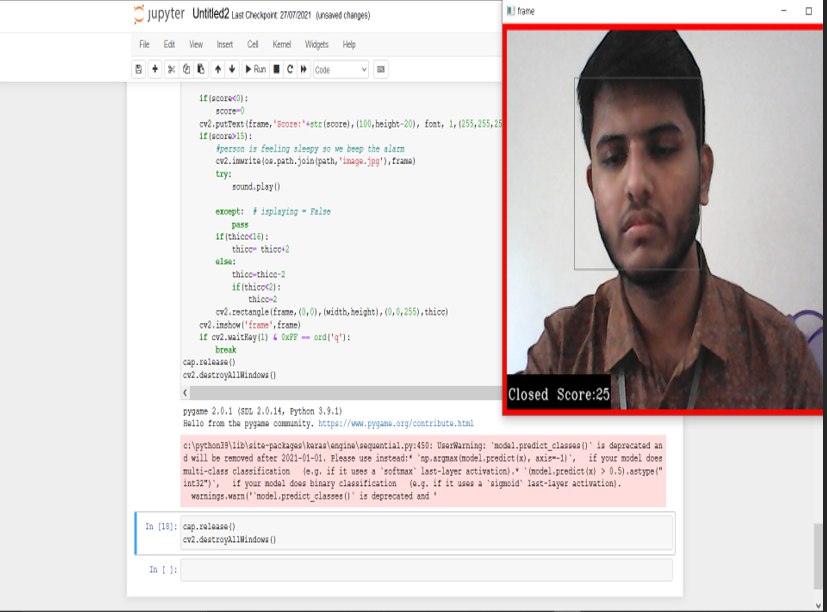 jupyter Untitled2 Last Checkpoint: 27/07/2021 (unsaved changes)
frame
File Edit View Insert Cell Kernel Widgets Help
Run Code
if(score<0):
score=0
cv2.putText(frame,'Score:'+str(score),(100,height-20), font, 1,(255,255,25
if(score>15):
#person is feeling sleepy so we beep the alarm
cv2.imwrite(os.path.join(path,'image.jpg'),frame)
try:
sound.play()
except: # isplaying = False
pass
if(thicc<16):
thicc= thicc+2
else:
thicc=thicc-2
if(thicc<2):
thicc=2
cv2.rectangle(frame,(0,0),(width,height),(0,0,255),thicc)
cv2.imshow('frame',frame)
if cv2.waitKey(1) & 0xFF == ord('q'):
break
cap.release()
cv2.destroyAllWindows()
Closed Score:25
pygame 2.0.1 (SDL 2.0.14, Python 3.9.1)
Hello from the pygame community. https://www.pygame.org/contribute.html
c:\python39\lib\site-packages\keras\engine\sequential.py:450: UserWarning: `model.predict_classes()` is deprecated an
d will be removed after 2021-01-01. Please use instead:* `np.argmax(model.predict(x), axis=-1)`, if your model does
multi-class classification (e.g. if it uses a `softmax` last-layer activation).* `(model.predict(x) > 0.5).astype("
int32")`, if your model does binary classification (e.g. if it uses a `sigmoid` last-layer activation).
warnings.warn('`model.predict_classes()` is deprecated and '
In [18]: cap.release()
cv2.destroyAllWindows()
In [ ]: